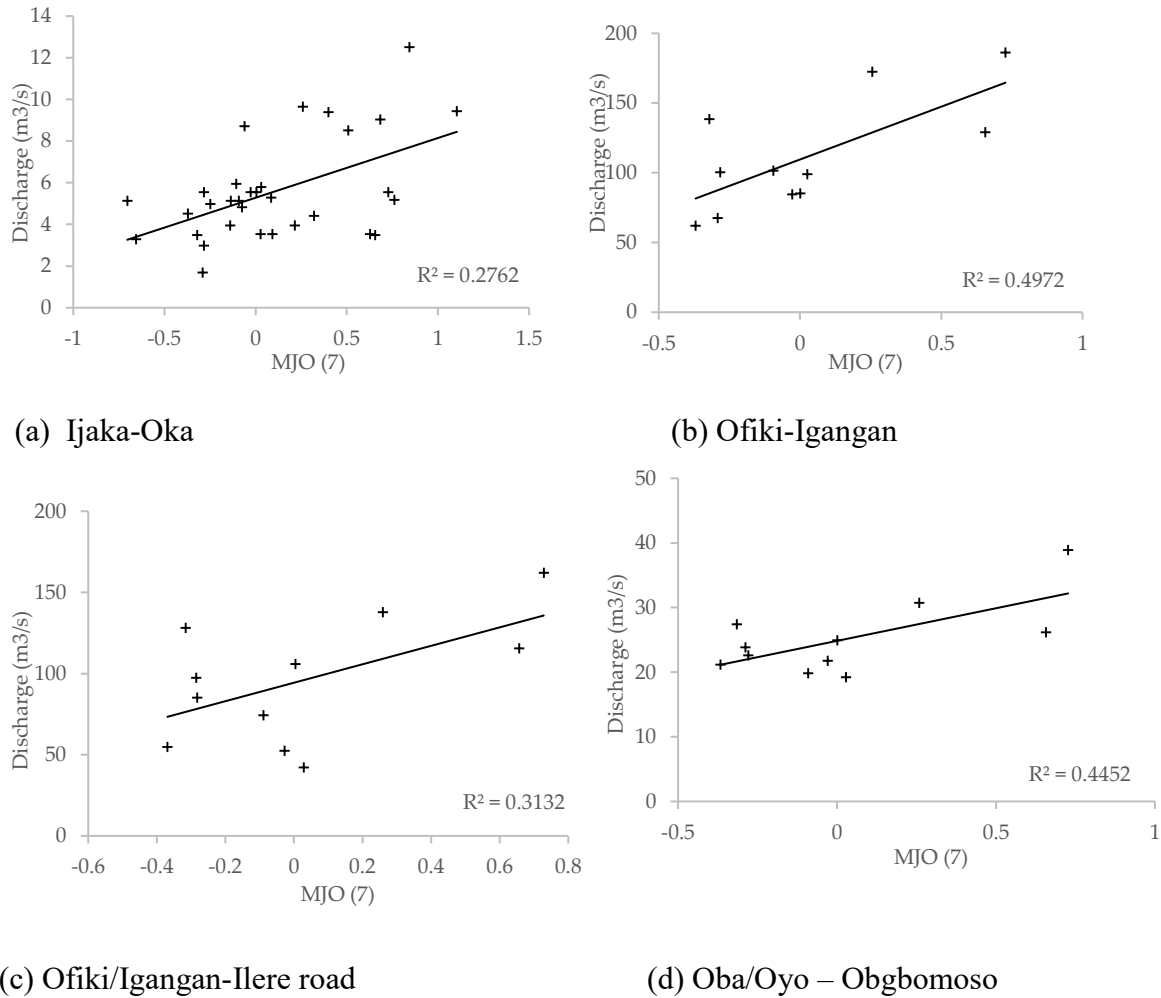 14
12
10
8
6
4
2
0
Discharge (m3/s)
-1
-0.5
0
0.5
1
1.5
MJO (7)
R² = 0.2762
200
150
100
50
0
Discharge (m3/s)
-0.5
0
0.5
1
MJO (7)
R² = 0.4972
(a) Ijaka-Oka
(b) Ofiki-Igangan
200
150
100
50
0
Discharge (m3/s)
-0.6
-0.4
-0.2
0
0.2
0.4
0.6
0.8
MJO (7)
R² = 0.3132
50
40
30
20
10
0
Discharge (m3/s)
-0.5
0
0.5
1
MJO (7)
R² = 0.4452
(c) Ofiki/Igangan-Ilere road
(d) Oba/Oyo – Obgbomoso